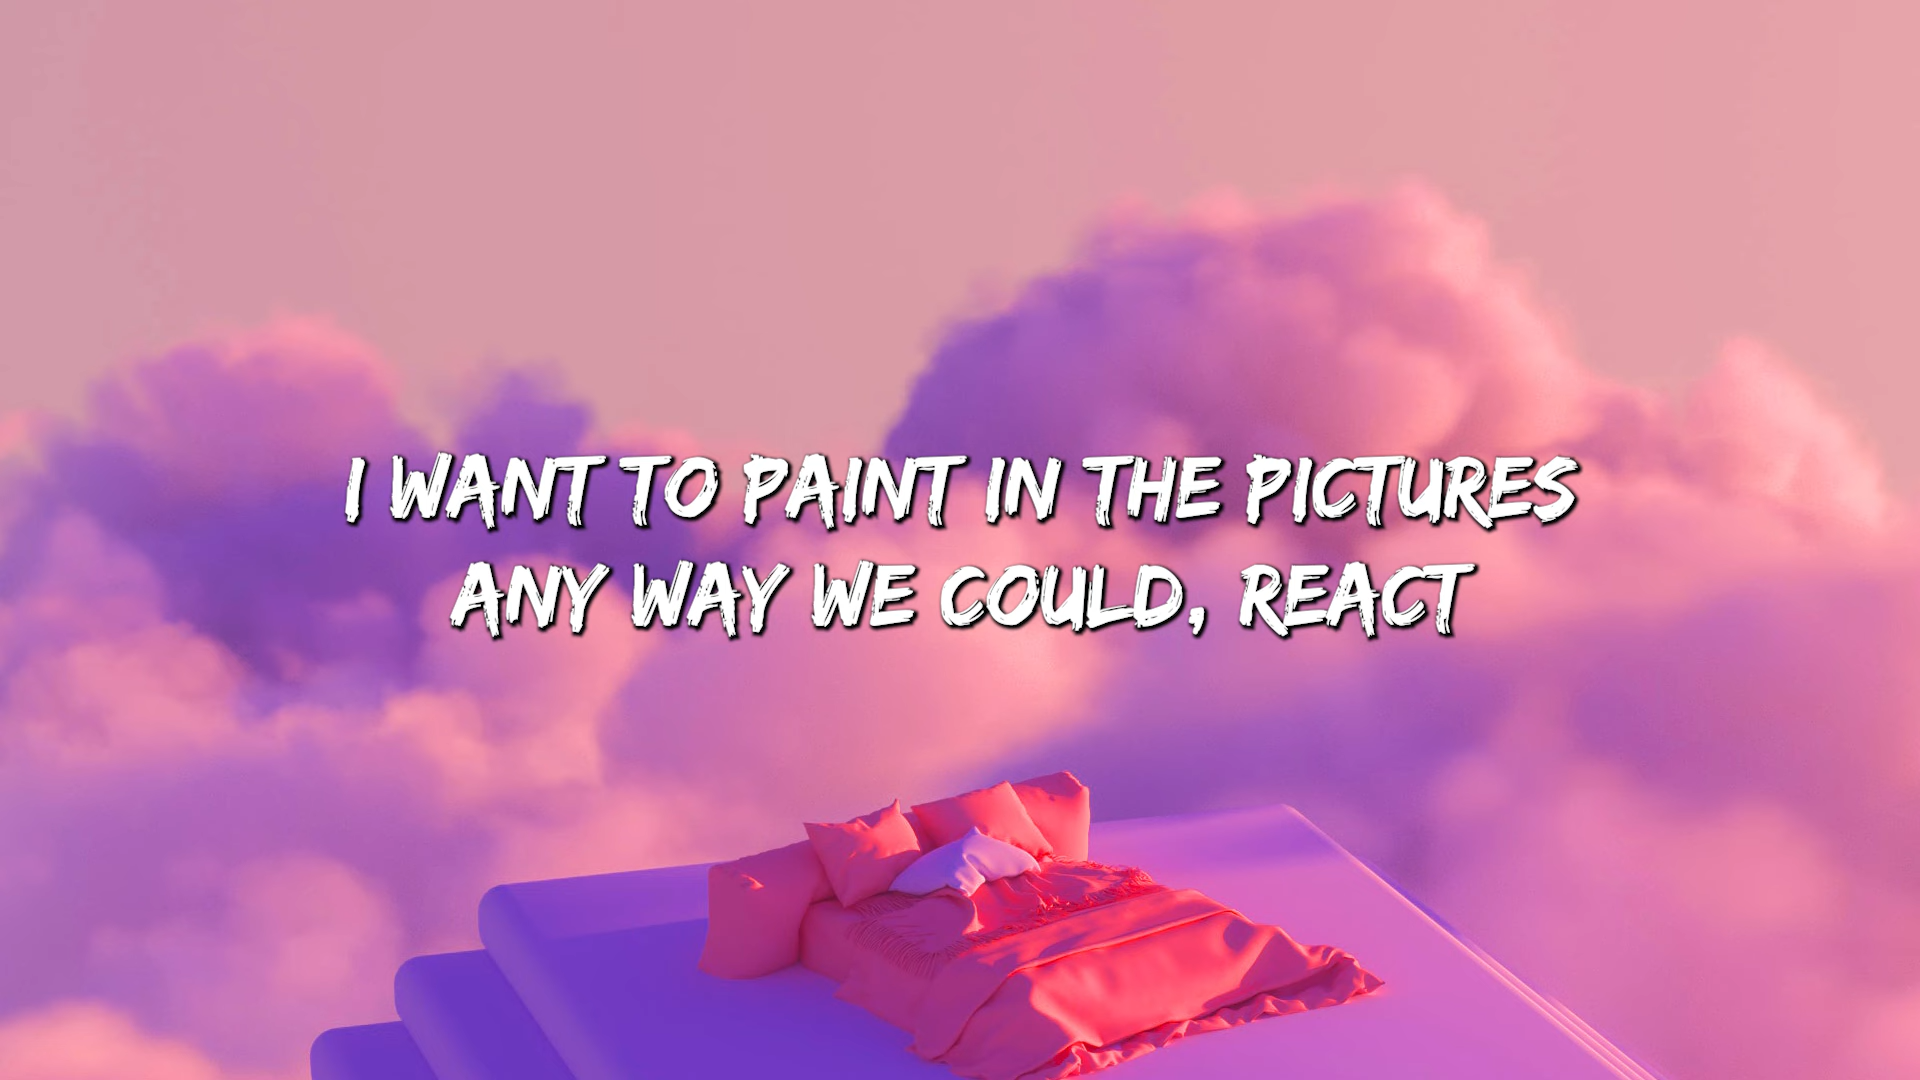 I WANT TO PAINT IN THE PICTURES
ANY WAY WE COULD, REACT